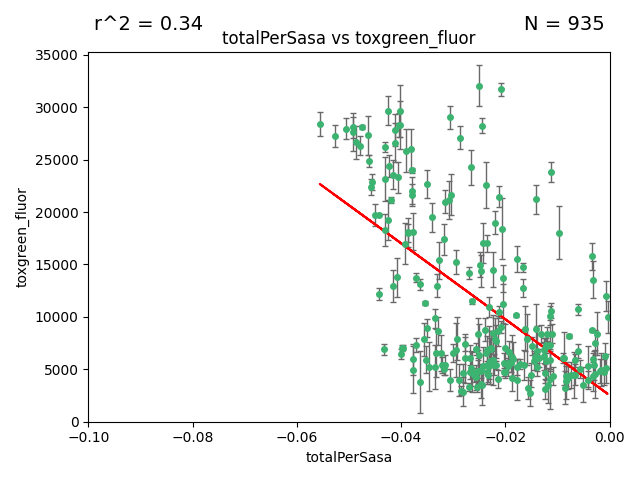 r^2 = 0.34
N = 935
totalPerSasa vs toxgreen_fluor
35000
30000
25000
20000
15000
10000
5000
0
toxgreen_fluor
−0.10
−0.08
−0.06
−0.04
−0.02
0.00
totalPerSasa